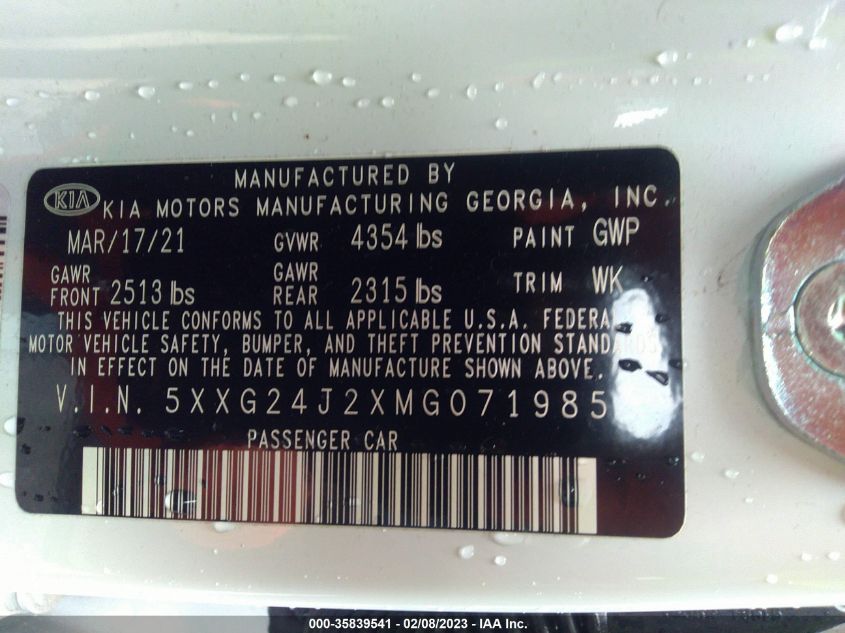 MANUFACTURED BY
KIA KIA MOTORS MANUFACTURING GEORGIA, INC.
MAR/17/21 GVWR 4354 lbs PAINT GWP
GAWR FRONT 2513 lbs GAWR REAR 2315 lbs TRIM WK
THIS VEHICLE CONFORMS TO ALL APPLICABLE U.S.A. FEDERA
MOTOR VEHICLE SAFETY, BUMPER, AND THEFT PREVENTION STANDARDS
IN EFFECT ON THE DATE OF MANUFACTURE SHOWN ABOVE.
V.I.N. 5XXG24J2XMG071985
PASSENGER CAR
000-35839541 - 02/08/2023 - IAA Inc.